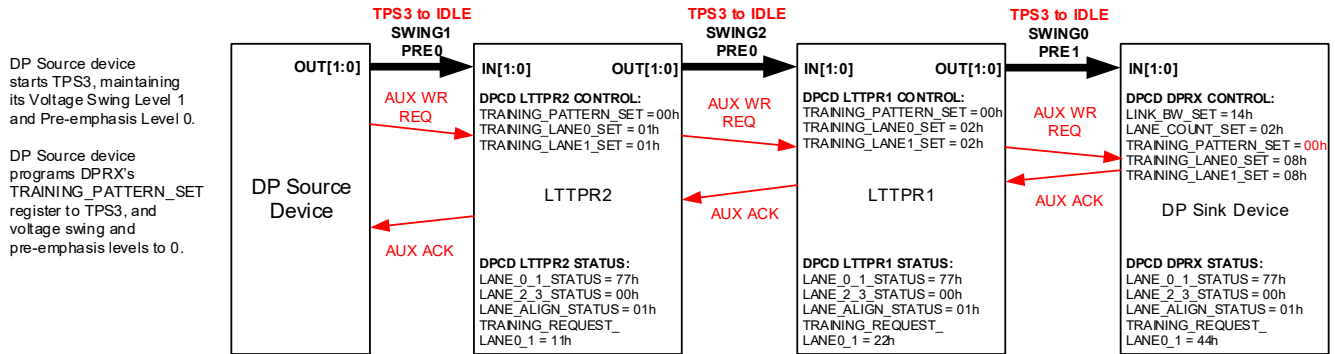 TPS3 to IDLE
SWING1
PRE0
TPS3 to IDLE
SWING2
PRE0
TPS3 to IDLE
SWING0
PRE1
DP Source device
starts TPS3, maintaining
its Voltage Swing Level 1
and Pre-emphasis Level 0.
DP Source device
programs DPRX's
TRAINING_PATTERN_SET
register to TPS3, and
voltage swing and
pre-emphasis levels to 0.
OUT[1:0]
DP Source
Device
AUX WR
REQ
AUX ACK
IN[1:0]
OUT[1:0]
DPCD LTTPR2 CONTROL:
TRAINING_PATTERN_SET = 00h
TRAINING_LANE0_SET = 01h
TRAINING_LANE1_SET = 01h
LTTPR2
DPCD LTTPR2 STATUS:
LANE_0_1_STATUS = 77h
LANE_2_3_STATUS = 00h
LANE_ALIGN_STATUS = 01h
TRAINING_REQUEST_
LANE0_1 = 11h
AUX WR
REQ
AUX ACK
IN[1:0]
OUT[1:0]
DPCD LTTPR1 CONTROL:
TRAINING_PATTERN_SET = 00h
TRAINING_LANE0_SET = 02h
TRAINING_LANE1_SET = 02h
LTTPR1
DPCD LTTPR1 STATUS:
LANE_0_1_STATUS = 77h
LANE_2_3_STATUS = 00h
LANE_ALIGN_STATUS = 01h
TRAINING_REQUEST_
LANE0_1 = 22h
AUX WR
REQ
AUX ACK
IN[1:0]
DPCD DPRX CONTROL:
LINK_BW_SET = 14h
LANE_COUNT_SET = 02h
TRAINING_PATTERN_SET = 00h
TRAINING_LANE0_SET = 08h
TRAINING_LANE1_SET = 08h
DP Sink Device
DPCD DPRX STATUS:
LANE_0_1_STATUS = 77h
LANE_2_3_STATUS = 00h
LANE_ALIGN_STATUS = 01h
TRAINING_REQUEST_
LANE0_1 = 44h